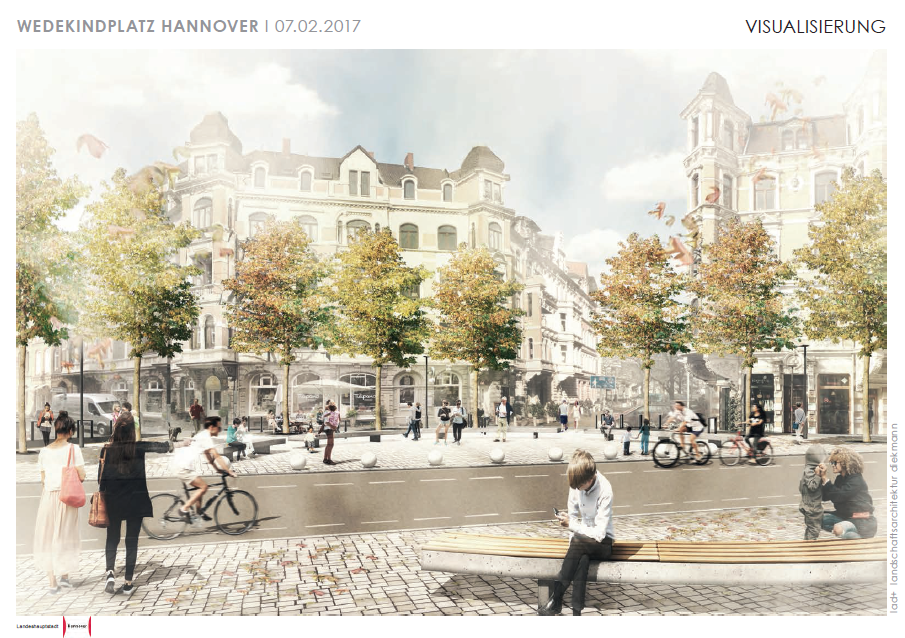 WEDEKINDPLATZ HANNOVER | 07.02.2017
VISUALISIERUNG
lad+ landschaftsarchitektur diekmann
Landeshauptstadt Hannover